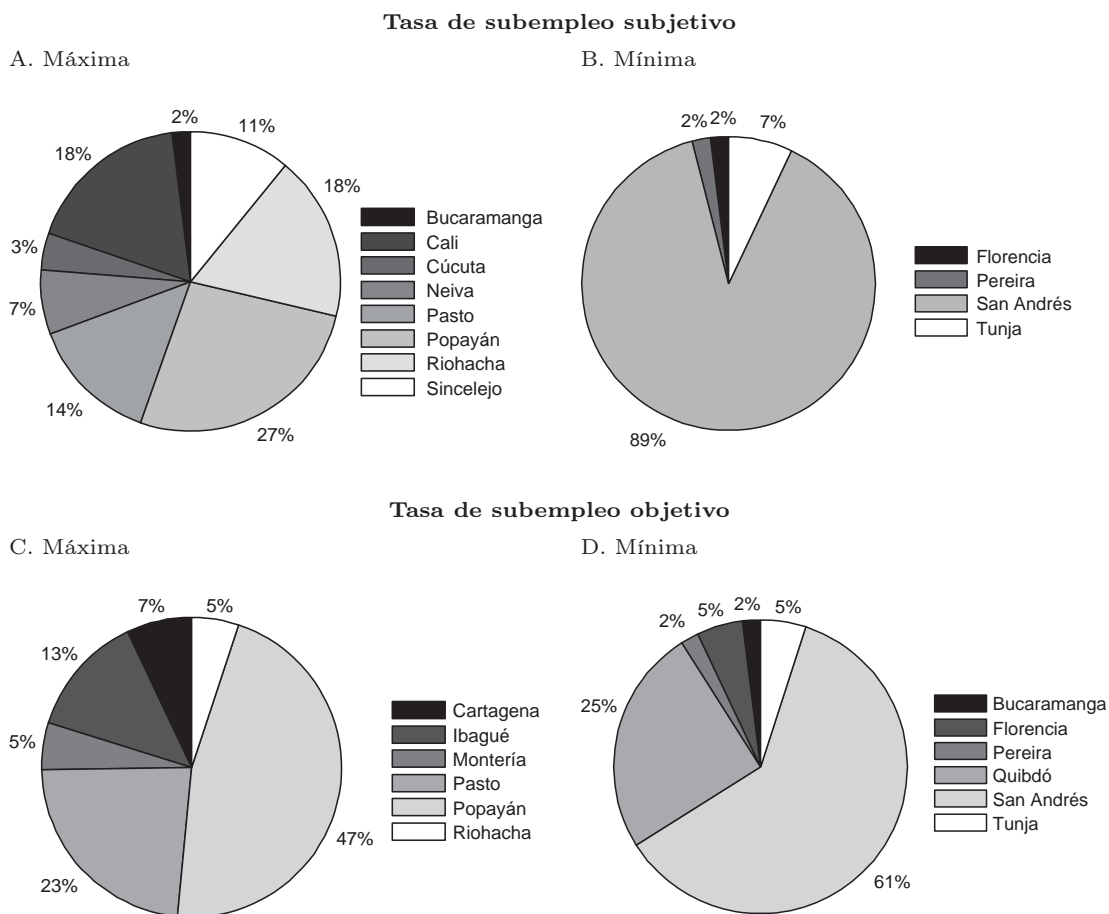 Tasa de subempleo subjetivo
A. Máxima
B. Mínima
2%
11%
18%
18%
3%
7%
14%
27%
Bucaramanga
Cali
Cúcuta
Neiva
Pasto
Popayán
Riohacha
Sincelejo
2%
2%
7%
89%
Florencia
Pereira
San Andrés
Tunja
Tasa de subempleo objetivo
C. Máxima
D. Mínima
7%
5%
13%
5%
23%
47%
Cartagena
Ibagué
Montería
Pasto
Popayán
Riohacha
2%
5%
2%
5%
25%
61%
Bucaramanga
Florencia
Pereira
Quibdó
San Andrés
Tunja